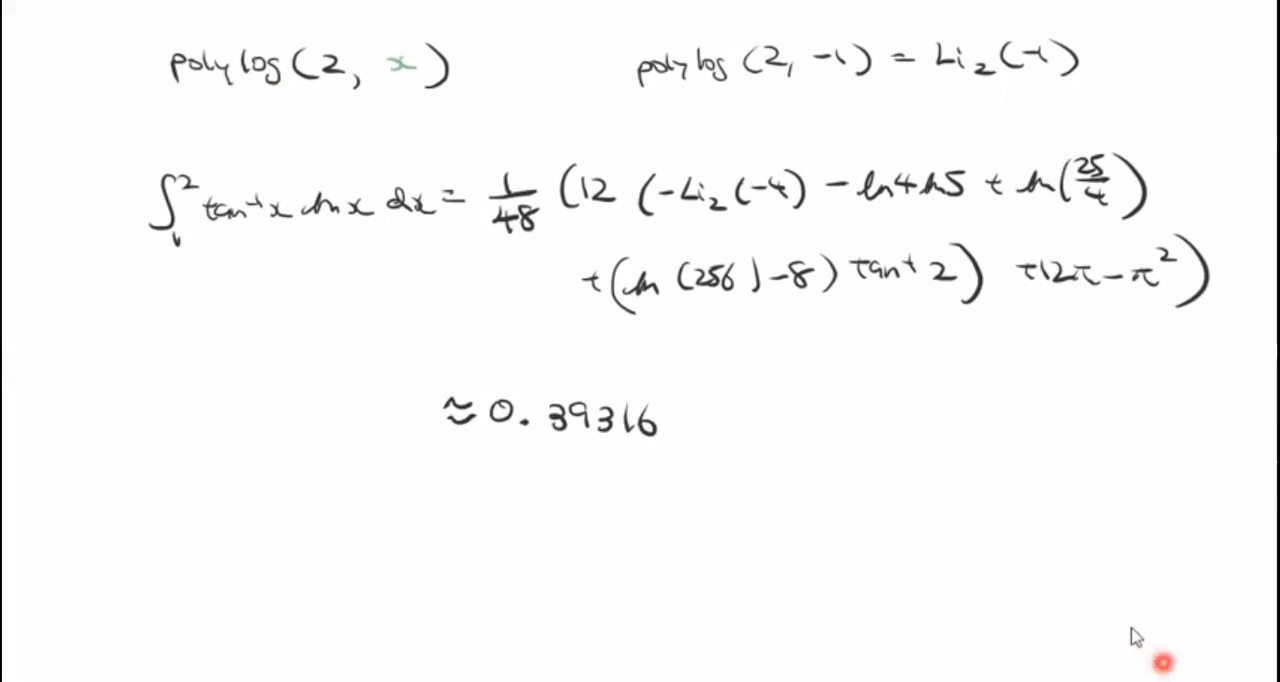 polylog(2, x) polylog(2, -1) = Li₂(-1)
∫₁² tan⁻¹x ln x dx = 1/48 (12 (-Li₂(-4) - ln4 ln5 + ln(25/4)
+ (ln(256) - 8) tan⁻¹ 2) + 12π - π²)
≈ 0.39316